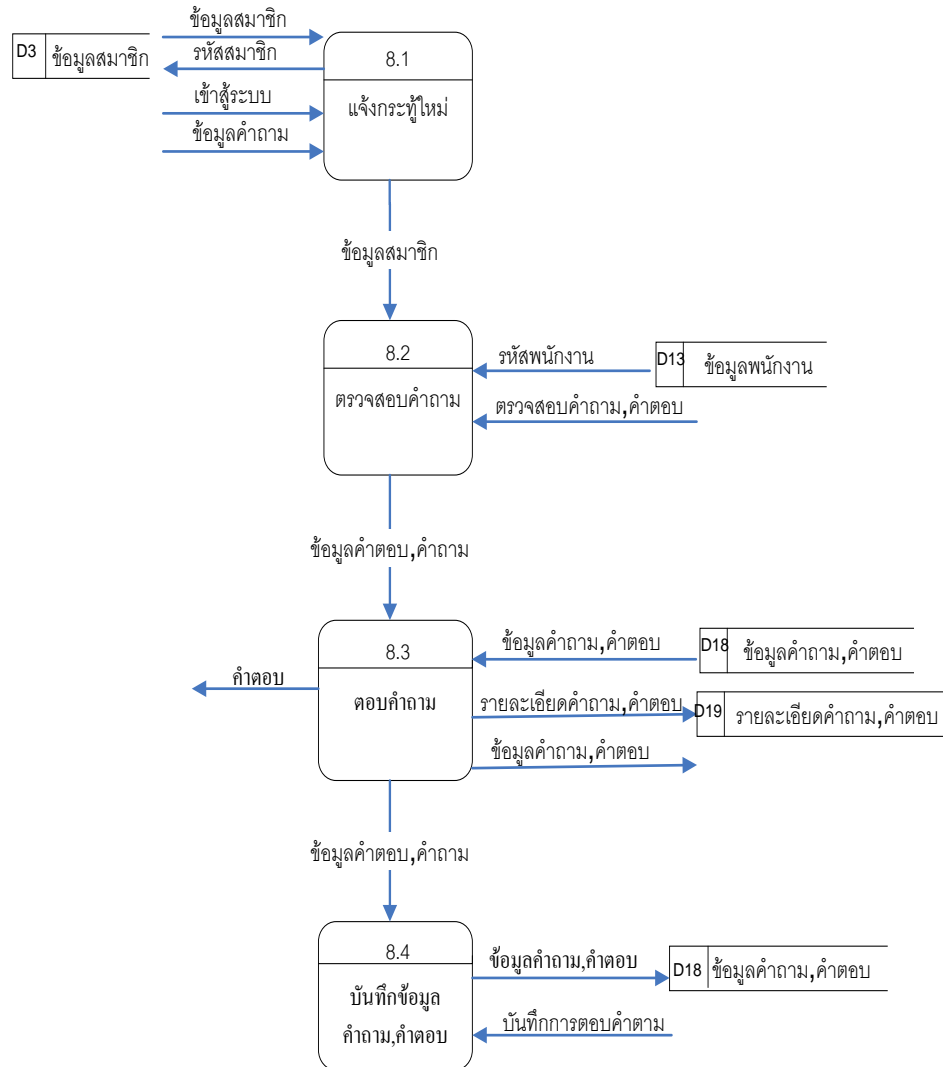 ข้อมูลสมาชิก
D3 ข้อมูลสมาชิก
รหัสสมาชิก
8.1
เข้าสู้ระบบ
แจ้งกระทู้ใหม่
ข้อมูลคำถาม
ข้อมูลสมาชิก
8.2
รหัสพนักงาน
D13 ข้อมูลพนักงาน
ตรวจสอบคำถาม
ตรวจสอบคำถาม,คำตอบ
ข้อมูลคำตอบ,คำถาม
8.3
ข้อมูลคำถาม,คำตอบ
D18 ข้อมูลคำถาม,คำตอบ
คำตอบ
ตอบคำถาม
รายละเอียดคำถาม,คำตอบ
D19 รายละเอียดคำถาม,คำตอบ
ข้อมูลคำถาม,คำตอบ
ข้อมูลคำตอบ,คำถาม
8.4
ข้อมูลคำถาม,คำตอบ
D18 ข้อมูลคำถาม,คำตอบ
บันทึกข้อมูล
คำถาม,คำตอบ
บันทึกการตอบคำตาม